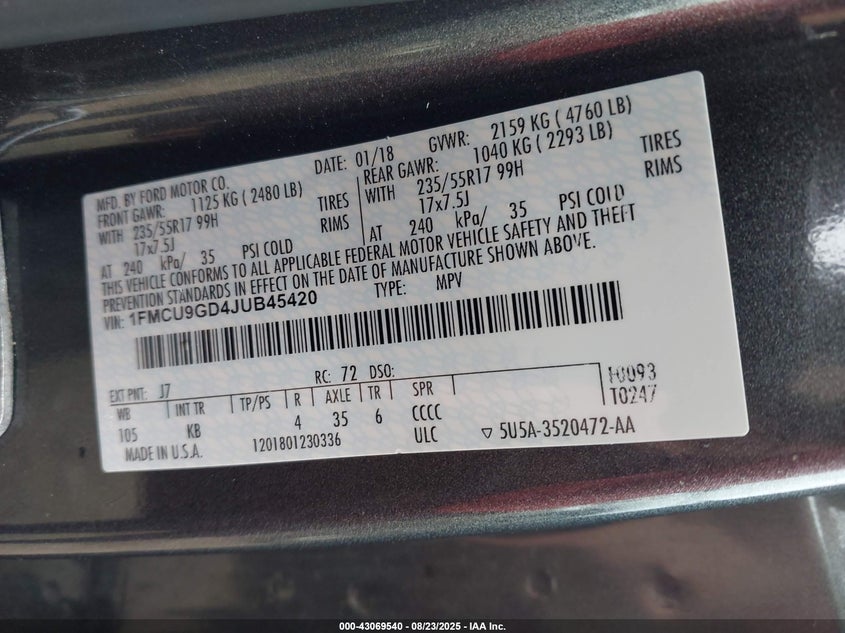 MFD. BY FORD MOTOR CO.
DATE: 01/18 GVWR: 2159 KG ( 4760 LB)
FRONT GAWR: 1125 KG ( 2480 LB) REAR GAWR: 1040 KG ( 2293 LB)
WITH 235/55R17 99H TIRES WITH 235/55R17 99H TIRES
17x7.5J RIMS 17x7.5J RIMS
AT 240 kPa/ 35 PSI COLD AT 240 kPa/ 35 PSI COLD
THIS VEHICLE CONFORMS TO ALL APPLICABLE FEDERAL MOTOR VEHICLE SAFETY AND THEFT
PREVENTION STANDARDS IN EFFECT ON THE DATE OF MANUFACTURE SHOWN ABOVE.
VIN: 1FMCU9GD4JUB45420 TYPE: MPV
EXT PNT: J7 RC: 72 DSO:
WB INT TR TP/PS R AXLE TR SPR
105 KB 4 35 6 CCCC
MADE IN U.S.A. 1201801230336 ULC ▽ 5U5A-3520472-AA
10093
T0247
000-43069540 - 08/23/2025 - IAA Inc.